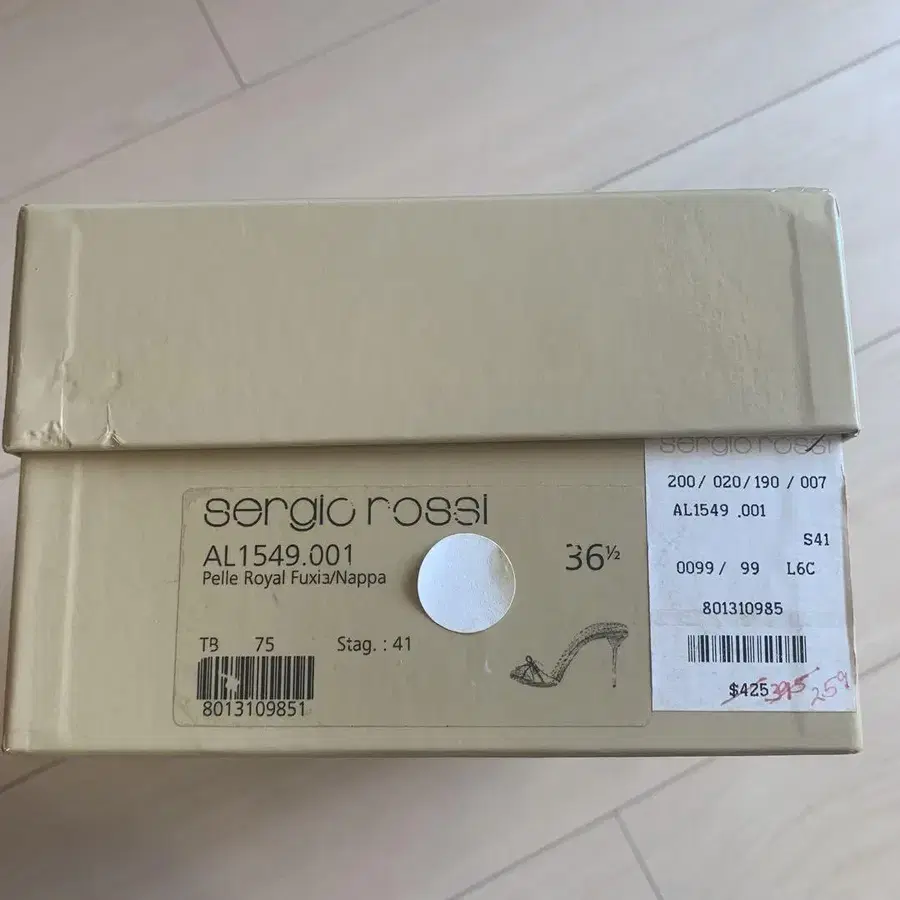 sergio rossi
200/ 020/190 / 007
AL1549 .001
S41
0099/ 99 L6C
801310985
$425 395 259
sergio rossi
AL1549.001
Pelle Royal Fuxia/Nappa
36½
TB 75 Stag. : 41
8013109851